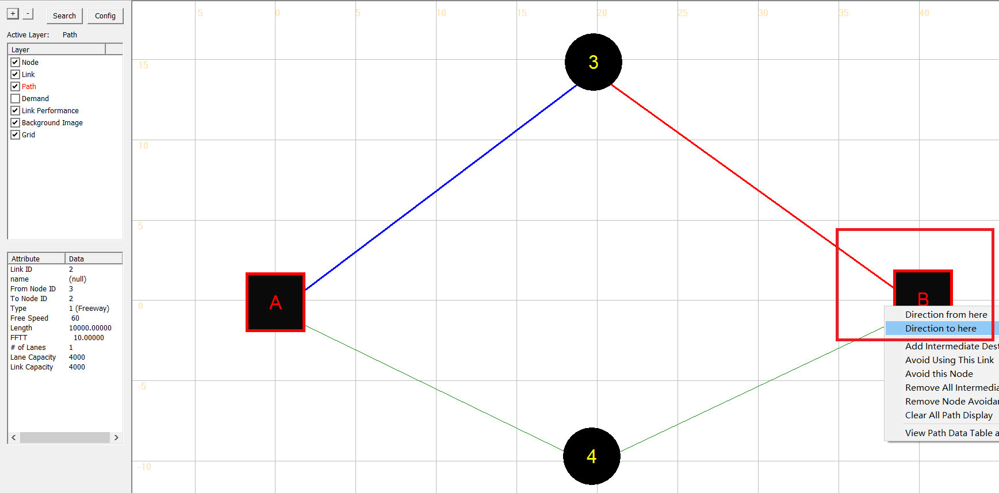 + - Search Config
Active Layer: Path
Layer
Node
Link
Path
Demand
Link Performance
Background Image
Grid
Attribute Data
Link ID 2
name (null)
From Node ID 3
To Node ID 2
Type 1 (Freeway)
Free Speed 60
Length 10000.00000
FFTT 10.00000
# of Lanes 1
Lane Capacity 4000
Link Capacity 4000
-5 0 5 10 15 20 25 30 35 40
15
10
5
0
-5
-10
3
A
B
4
Direction from here
Direction to here
Add Intermediate Dest
Avoid Using This Link
Avoid this Node
Remove All Intermedia
Remove Node Avoidan
Clear All Path Display
View Path Data Table a